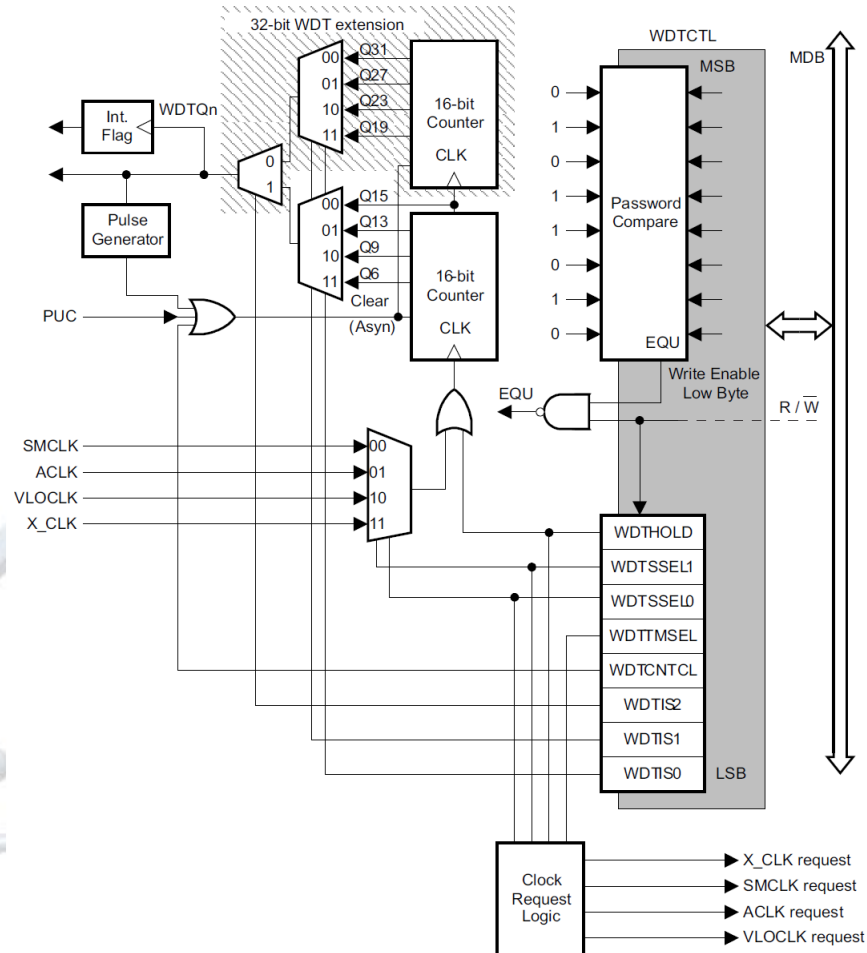 32-bit WDT extension
WDTCTL
MDB
MSB
00
01
10
11
Q31
Q27
Q23
Q19
16-bit
Counter
CLK
Int.
Flag
WDTQn
0
1
Pulse
Generator
00
01
10
11
Q15
Q13
Q9
Q6
16-bit
Counter
CLK
Clear
(Asyn)
PUC
0
1
0
1
1
0
1
0
Password
Compare
EQU
Write Enable
Low Byte
EQU
R / W
SMCLK
ACLK
VLOCLK
X_CLK
00
01
10
11
WDTHOLD
WDTSSEL1
WDTSSEL0
WDTTMSEL
WDTCNTCL
WDTIS2
WDTIS1
WDTIS0
LSB
Clock
Request
Logic
X_CLK request
SMCLK request
ACLK request
VLOCLK request